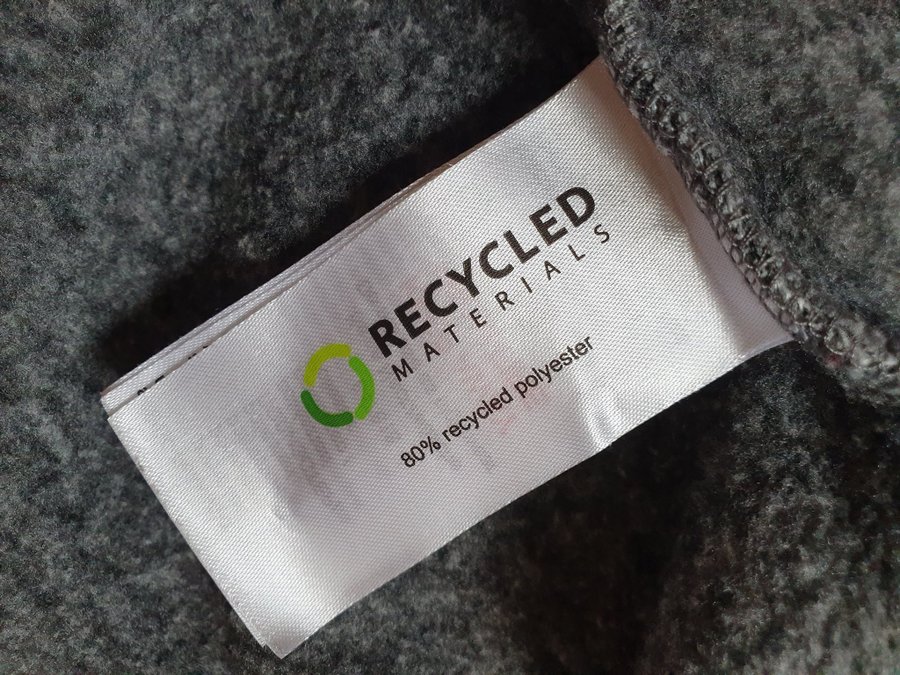 RECYCLED
MATERIALS
80% recycled polyester